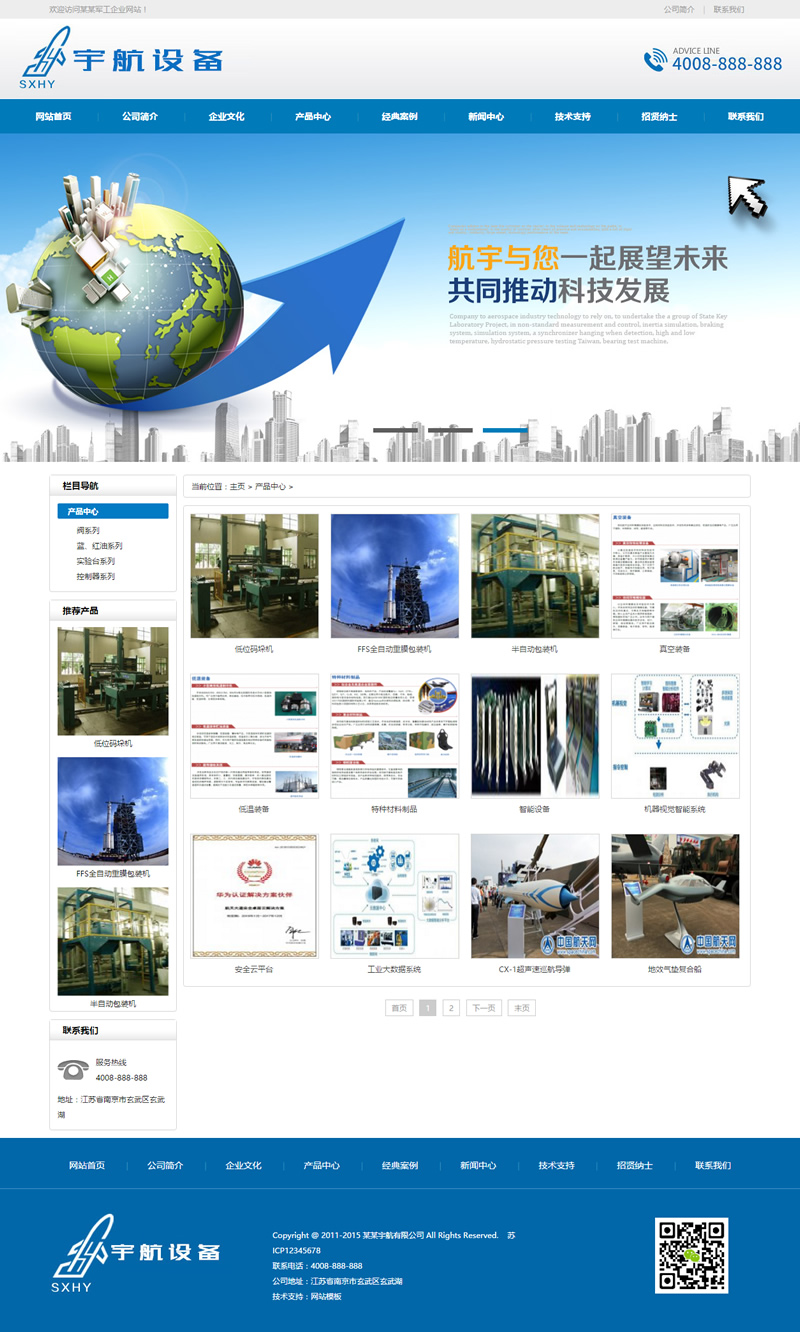 欢迎访问某某军工企业网站！
公司简介 | 联系我们
SXHY
宇航设备
ADVICE LINE
4008-888-888
网站首页
公司简介
企业文化
产品中心
经典案例
新闻中心
技术支持
招贤纳士
联系我们
航宇与您一起展望未来
共同推动科技发展
Company to aerospace industry technology to rely on, to undertake the a group of State Key
Laboratory Project, in non-standard measurement and control, inertia simulation, braking
system, simulation system, a synchronizer hanging when detection, high and low
temperature, hydrostatic pressure testing Taiwan, bearing test machine.
栏目导航
产品中心
阀系列
蓝、红油系列
实验台系列
控制器系列
推荐产品
低位码垛机
FFS全自动重膜包装机
半自动包装机
联系我们
服务热线
4008-888-888
地址：江苏省南京市玄武区玄武
湖
当前位置：主页 > 产品中心 >
低位码垛机
FFS全自动重膜包装机
半自动包装机
真空装备
真空装备
低温装备
特种材料制品
智能设备
机器视觉智能系统
低温装备
特种材料制品
华为认证解决方案伙伴
中国航天网
中国航天网
安全云平台
工业大数据系统
CX-1超声速巡航导弹
地效气垫复合船
首页
1
2
下一页
末页
网站首页
公司简介
企业文化
产品中心
经典案例
新闻中心
技术支持
招贤纳士
联系我们
SXHY
宇航设备
Copyright @ 2011-2015 某某宇航有限公司 All Rights Reserved. 苏
ICP12345678
联系电话：4008-888-888
公司地址：江苏省南京市玄武区玄武湖
技术支持：网站模板